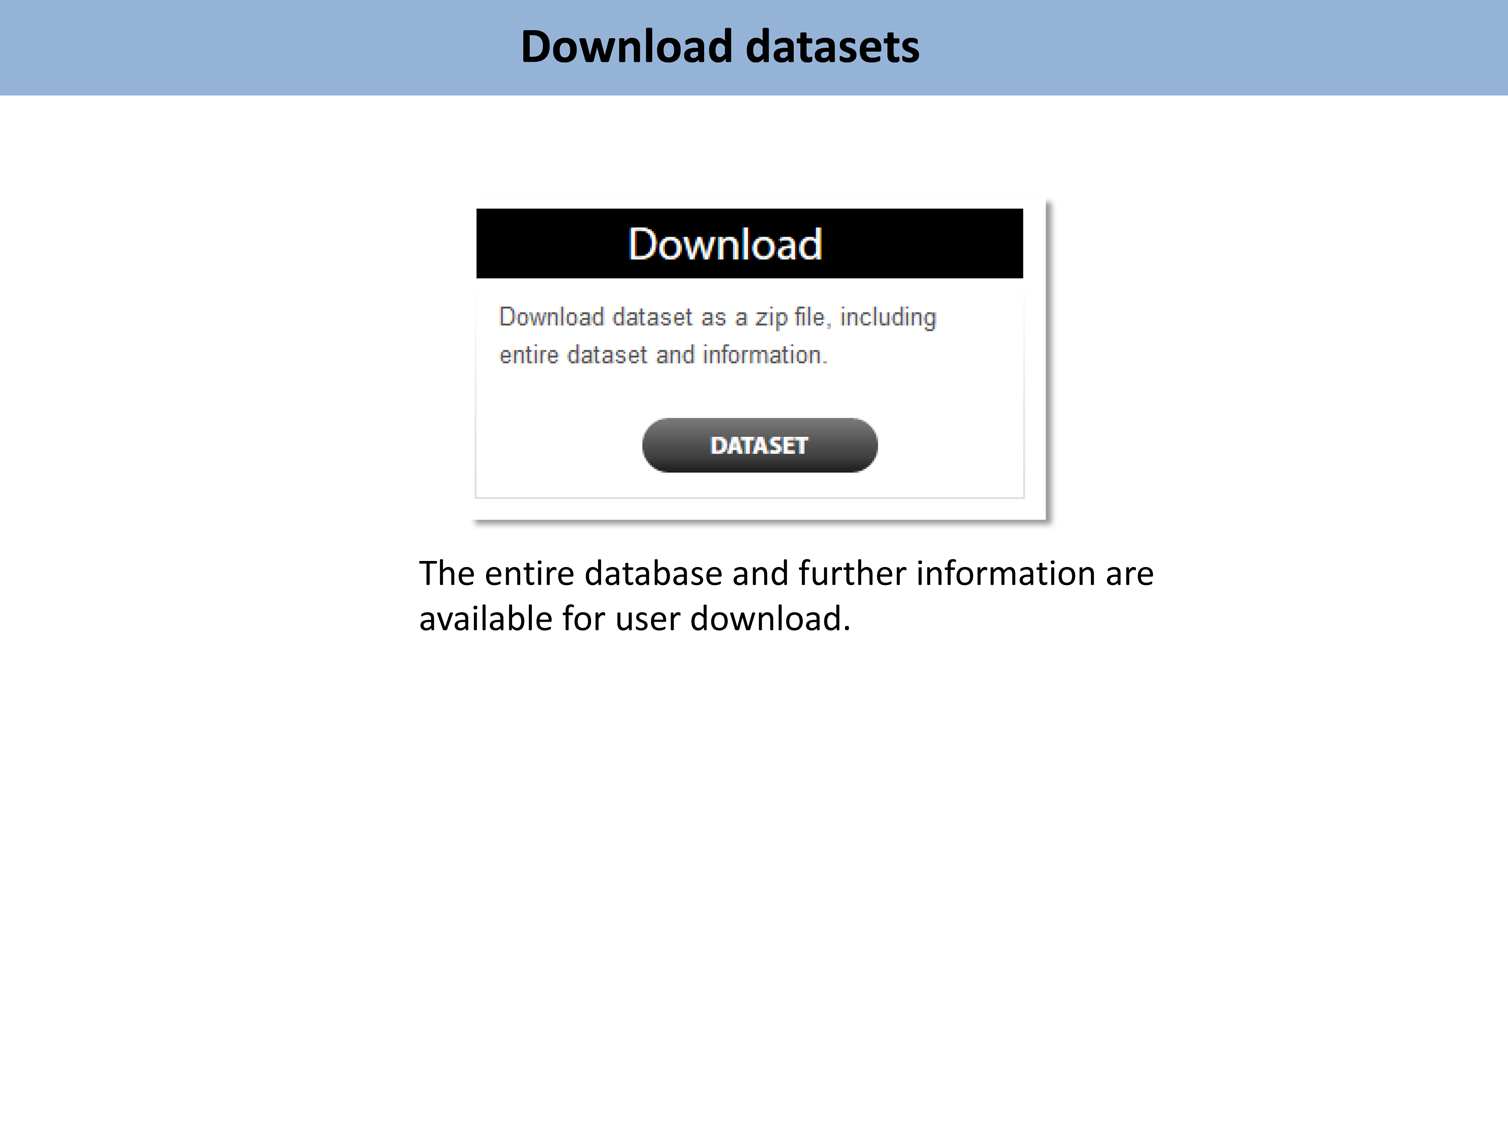 Download datasets
Download
Download dataset as a zip file, including
entire dataset and information.
DATASET
The entire database and further information are
available for user download.